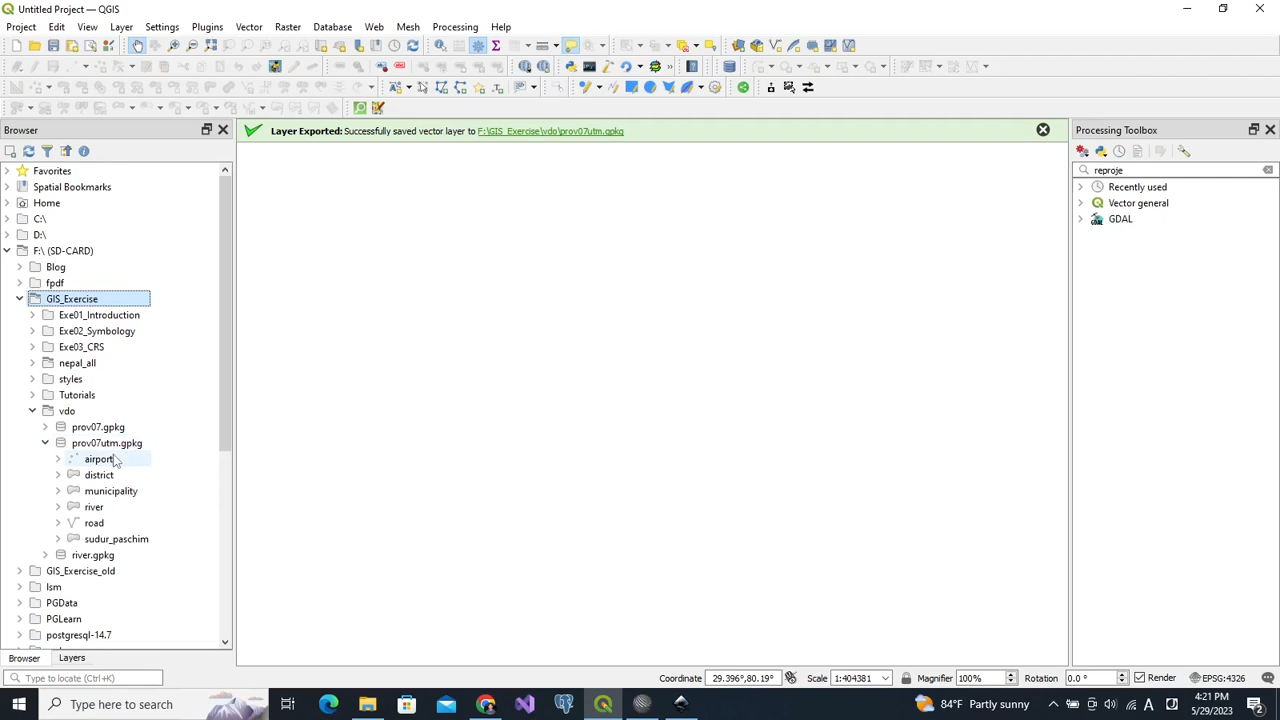 Untitled Project — QGIS
Project Edit View Layer Settings Plugins Vector Raster Database Web Mesh Processing Help
Browser
Favorites
Spatial Bookmarks
Home
C:\
D:\
F:\ (SD-CARD)
Blog
fpdf
GIS_Exercise
Exe01_Introduction
Exe02_Symbology
Exe03_CRS
nepal_all
styles
Tutorials
vdo
prov07.gpkg
prov07utm.gpkg
airport
district
municipality
river
road
sudur_paschim
river.gpkg
GIS_Exercise_old
lsm
PGData
PGLearn
postgresql-14.7
Browser Layers
Layer Exported: Successfully saved vector layer to F:\GIS_Exercise\vdo\prov07utm.gpkg
Processing Toolbox
reproje
Recently used
Vector general
GDAL
Type to locate (Ctrl+K)
Coordinate 29.396°,80.19° Scale 1:404381 Magnifier 100% Rotation 0.0 ° Render EPSG:4326
Type here to search
84°F Partly sunny
4:21 PM
5/29/2023
2